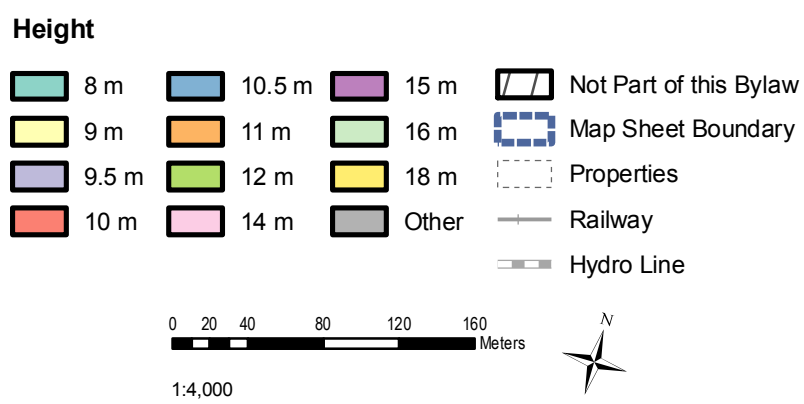 Height
8 m
9 m
9.5 m
10 m
10.5 m
11 m
12 m
14 m
15 m
16 m
18 m
Other
Not Part of this Bylaw
Map Sheet Boundary
Properties
Railway
Hydro Line
0 20 40 80 120 160
Meters
1:4,000
N